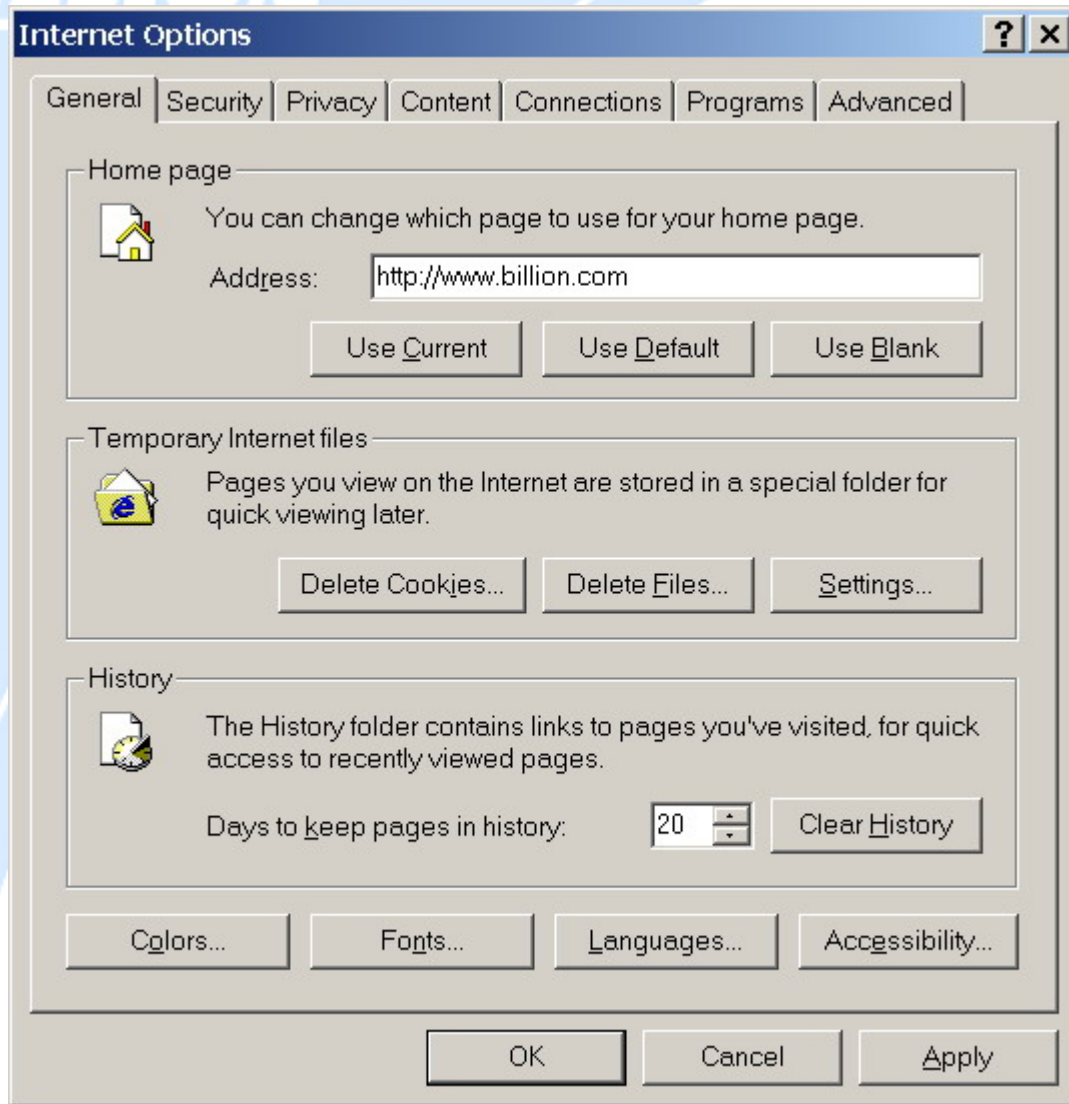 Internet Options
General Security Privacy Content Connections Programs Advanced
Home page
You can change which page to use for your home page.
Address: http://www.billion.com
Use Current Use Default Use Blank
Temporary Internet files
Pages you view on the Internet are stored in a special folder for
quick viewing later.
Delete Cookies... Delete Files... Settings...
History
The History folder contains links to pages you've visited, for quick
access to recently viewed pages.
Days to keep pages in history: 20 Clear History
Colors... Fonts... Languages... Accessibility...
OK Cancel Apply